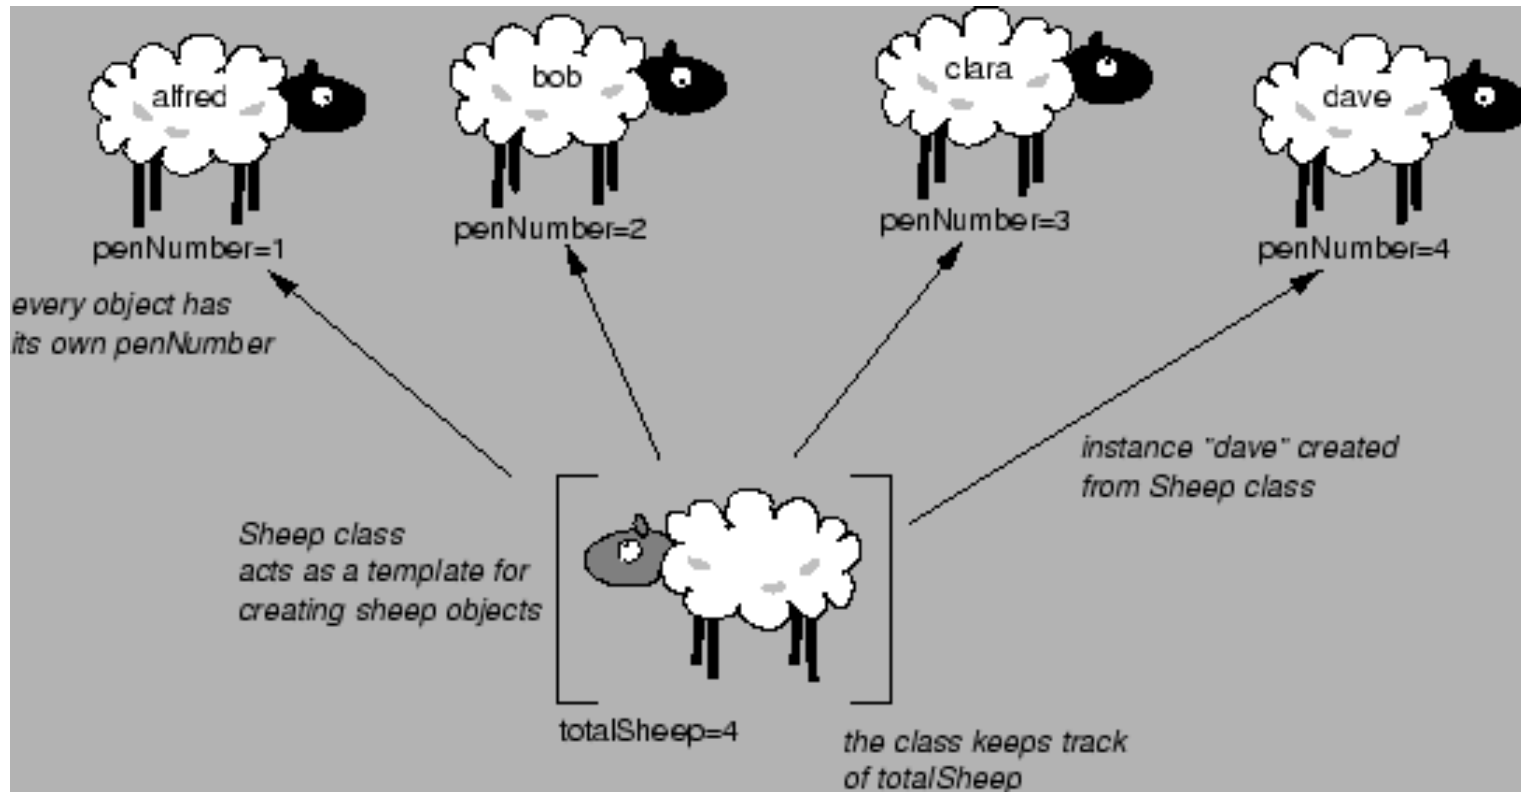 alfred
bob
clara
dave
penNumber=1
penNumber=2
penNumber=3
penNumber=4
every object has
its own penNumber
instance "dave" created
from Sheep class
Sheep class
acts as a template for
creating sheep objects
totalSheep=4
the class keeps track
of totalSheep